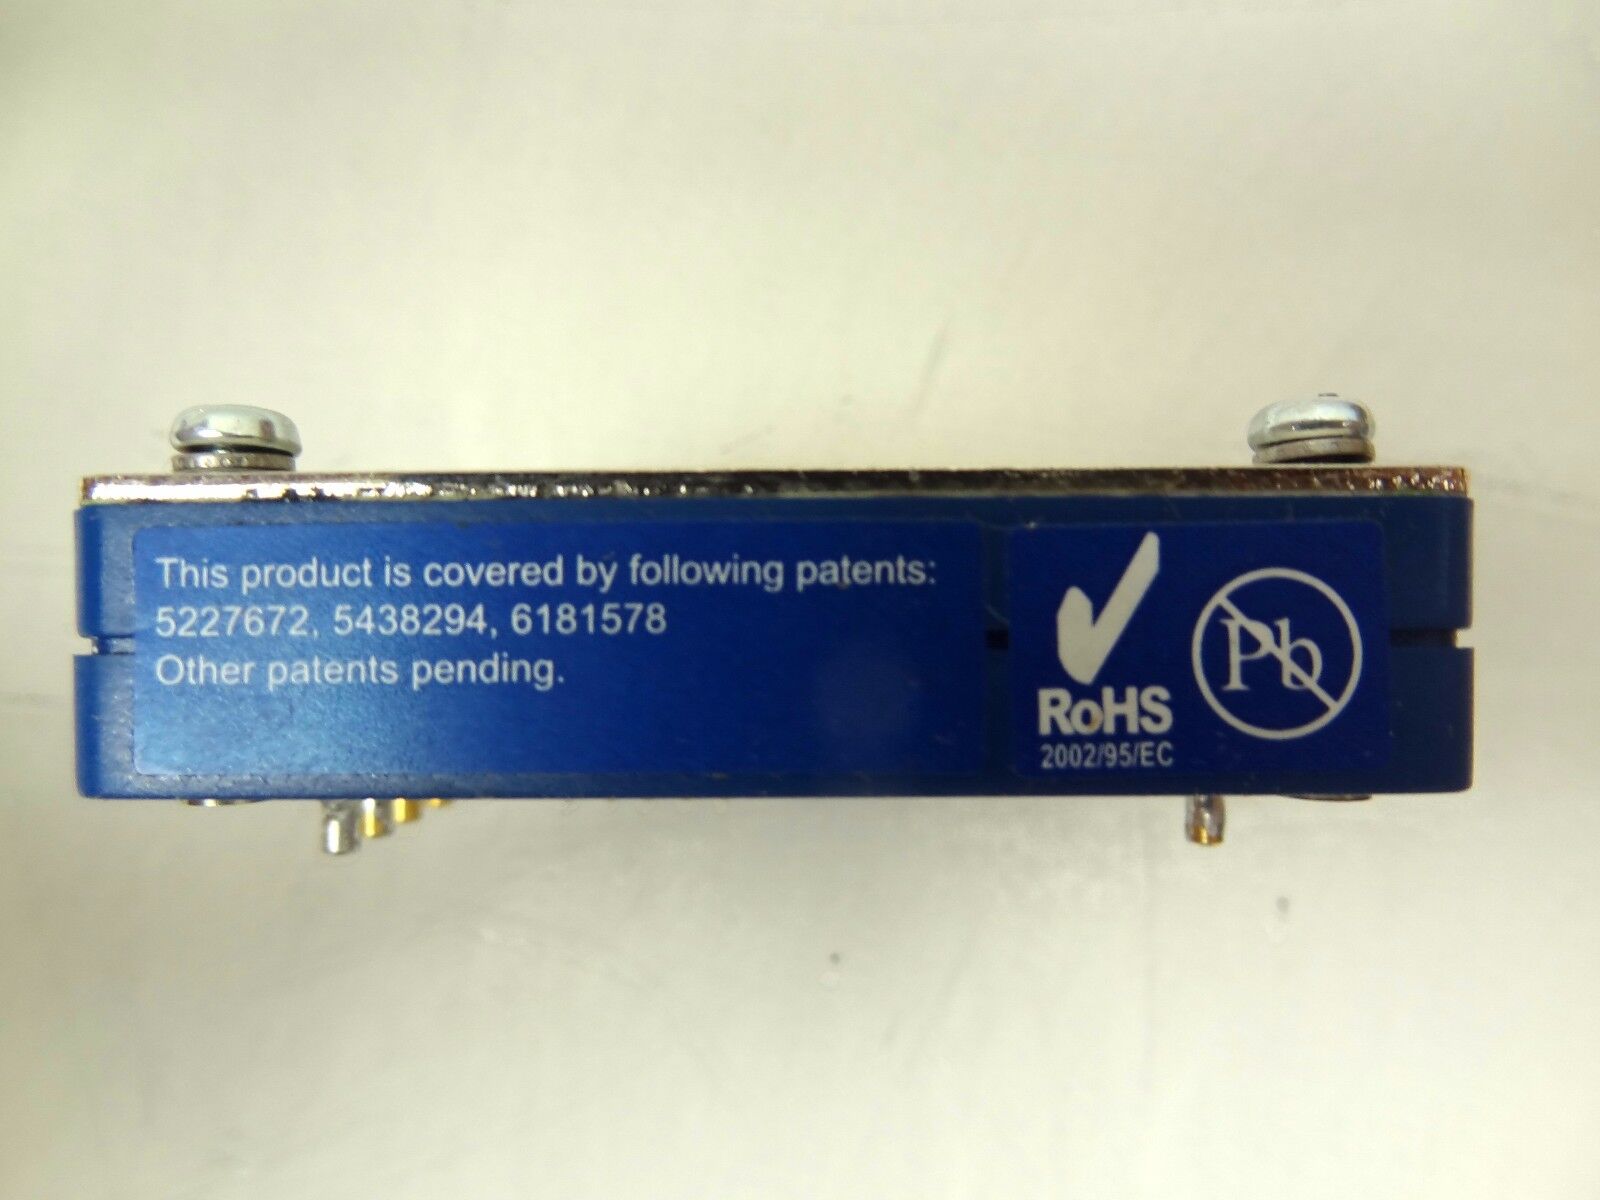 This product is covered by following patents:
5227672, 5438294, 6181578
Other patents pending.
RoHS
2002/95/EC
Pb